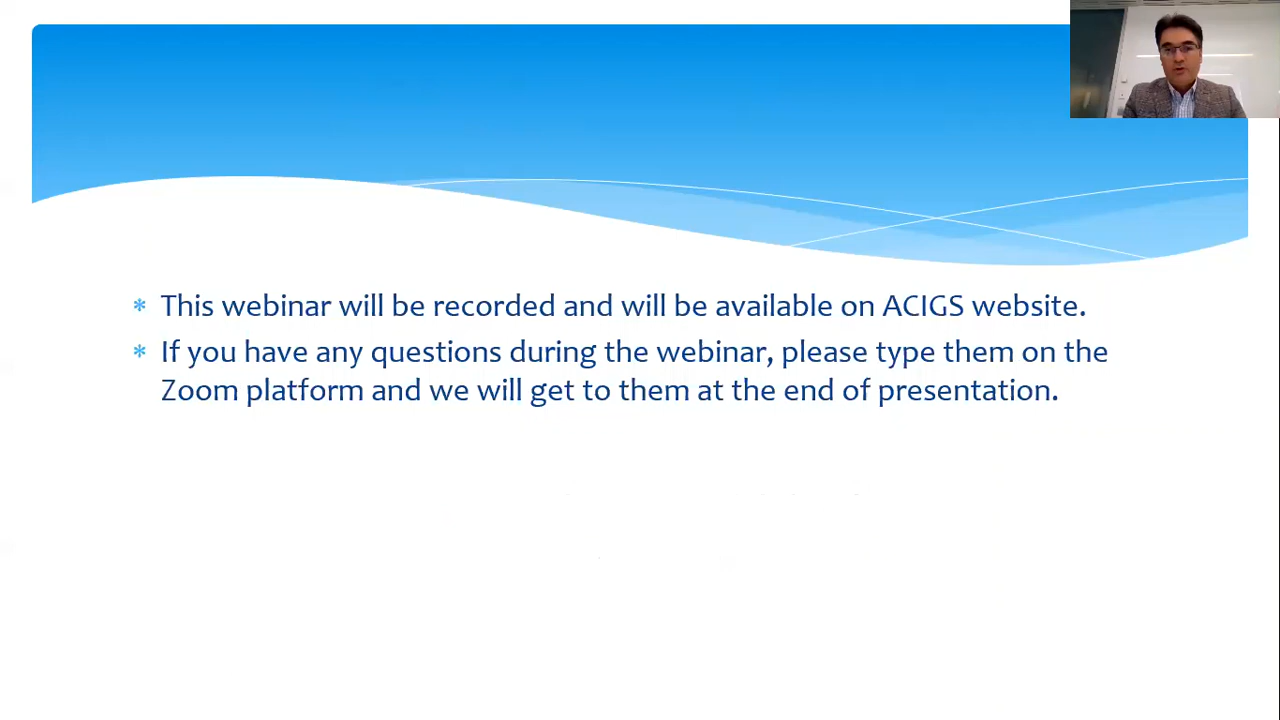 This webinar will be recorded and will be available on ACIGS website.
If you have any questions during the webinar, please type them on the
Zoom platform and we will get to them at the end of presentation.